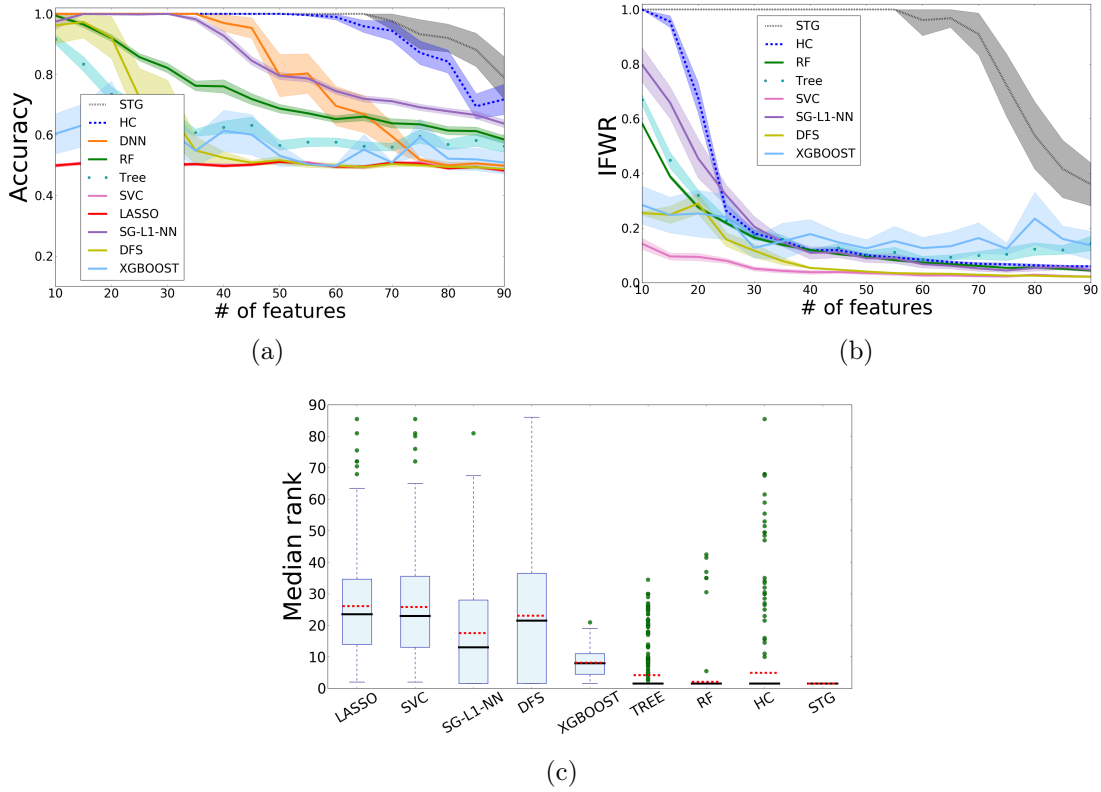 1.0
0.8
0.6
0.4
0.2
Accuracy
STG
HC
DNN
RF
Tree
SVC
LASSO
SG-L1-NN
DFS
XGBOOST
10 20 30 40 50 60 70 80 90
# of features
(a)
1.0
0.8
0.6
0.4
0.2
0.0
IFWR
STG
HC
RF
Tree
SVC
SG-L1-NN
DFS
XGBOOST
10 20 30 40 50 60 70 80 90
# of features
(b)
90
80
70
60
50
40
30
20
10
0
Median rank
LASSO SVC SG-L1-NN DFS XGBOOST TREE RF HC STG
(c)